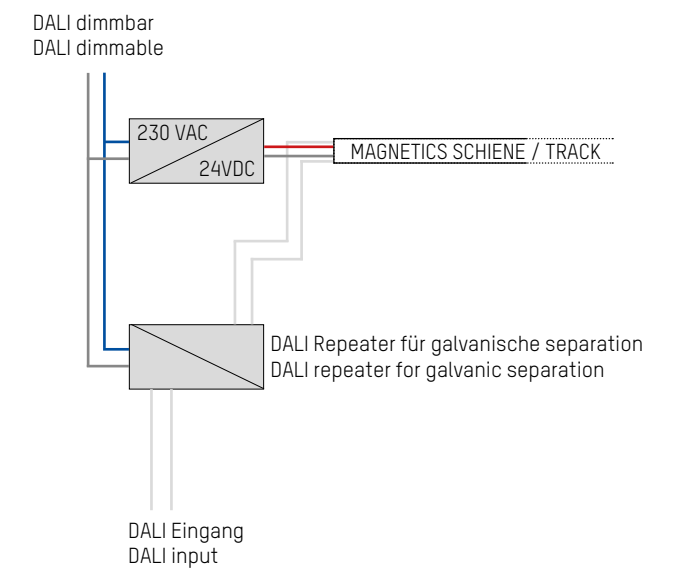 DALI dimmbar
DALI dimmable
230 VAC
24VDC
MAGNETICS SCHIENE / TRACK
DALI Repeater für galvanische separation
DALI repeater for galvanic separation
DALI Eingang
DALI input